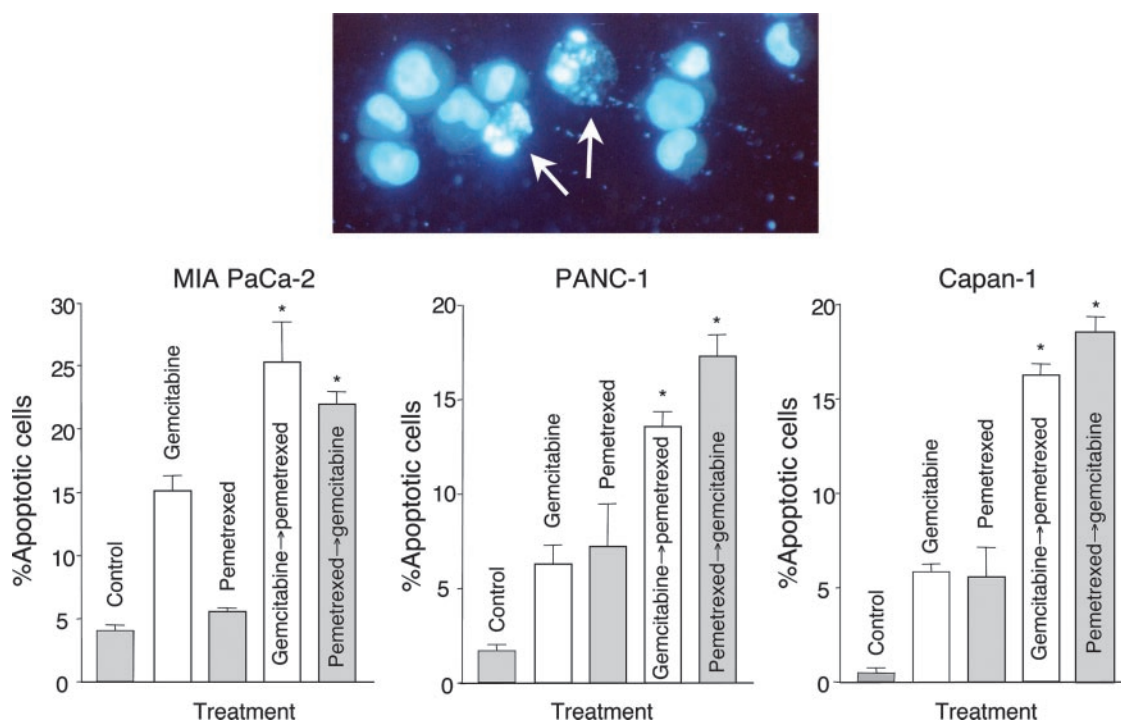 MIA PaCa-2
%Apoptotic cells
30
25
20
15
10
5
0
Control
Gemcitabine
Pemetrexed
Gemcitabine→pemetrexed
*
Pemetrexed→gemcitabine
*
Treatment
PANC-1
%Apoptotic cells
20
15
10
5
0
Control
Gemcitabine
Pemetrexed
Gemcitabine→pemetrexed
*
Pemetrexed→gemcitabine
*
Treatment
Capan-1
%Apoptotic cells
20
15
10
5
0
Control
Gemcitabine
Pemetrexed
Gemcitabine→pemetrexed
*
Pemetrexed→gemcitabine
*
Treatment